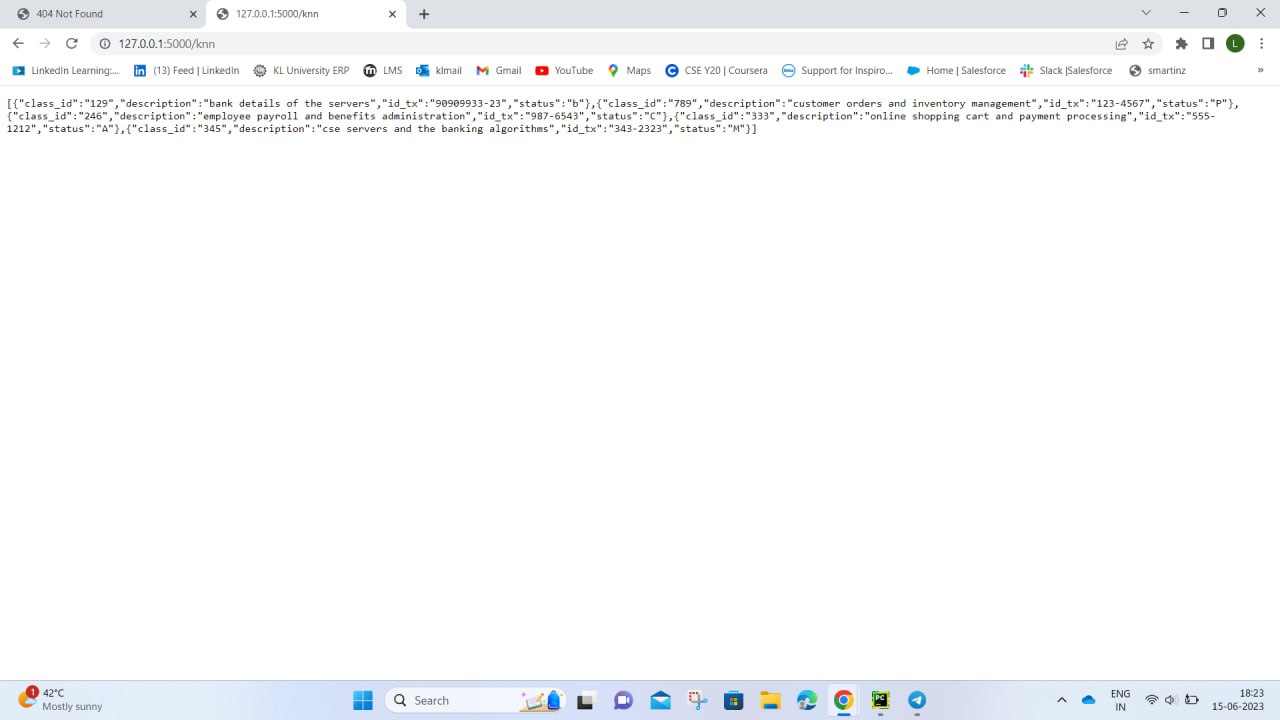 404 Not Found
127.0.0.1:5000/knn
127.0.0.1:5000/knn
L
LinkedIn Learning:... (13) Feed | LinkedIn KL University ERP LMS klmail Gmail YouTube Maps CSE Y20 | Coursera Support for Inspiro... Home | Salesforce Slack |Salesforce smartinz »
[{"class_id":"129","description":"bank details of the servers","id_tx":"90909933-23","status":"b"},{"class_id":"789","description":"customer orders and inventory management","id_tx":"123-4567","status":"P"},
{"class_id":"246","description":"employee payroll and benefits administration","id_tx":"987-6543","status":"C"},{"class_id":"333","description":"online shopping cart and payment processing","id_tx":"555-
1212","status":"A"},{"class_id":"345","description":"cse servers and the banking algorithms","id_tx":"343-2323","status":"M"}]
1
42°C
Mostly sunny
Search
PC
ENG
IN
18:23
15-06-2023